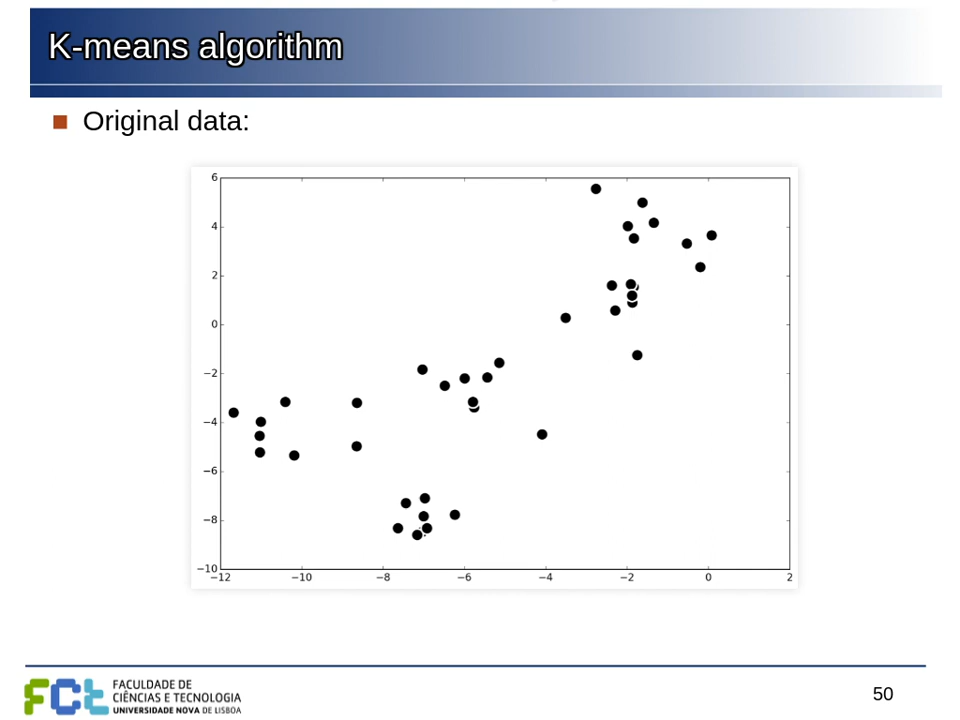 K-means algorithm
Original data:
6
4
2
0
−2
−4
−6
−8
−10
−12 −10 −8 −6 −4 −2 0 2
FCt FACULDADE DE
CIÊNCIAS E TECNOLOGIA
UNIVERSIDADE NOVA DE LISBOA
50